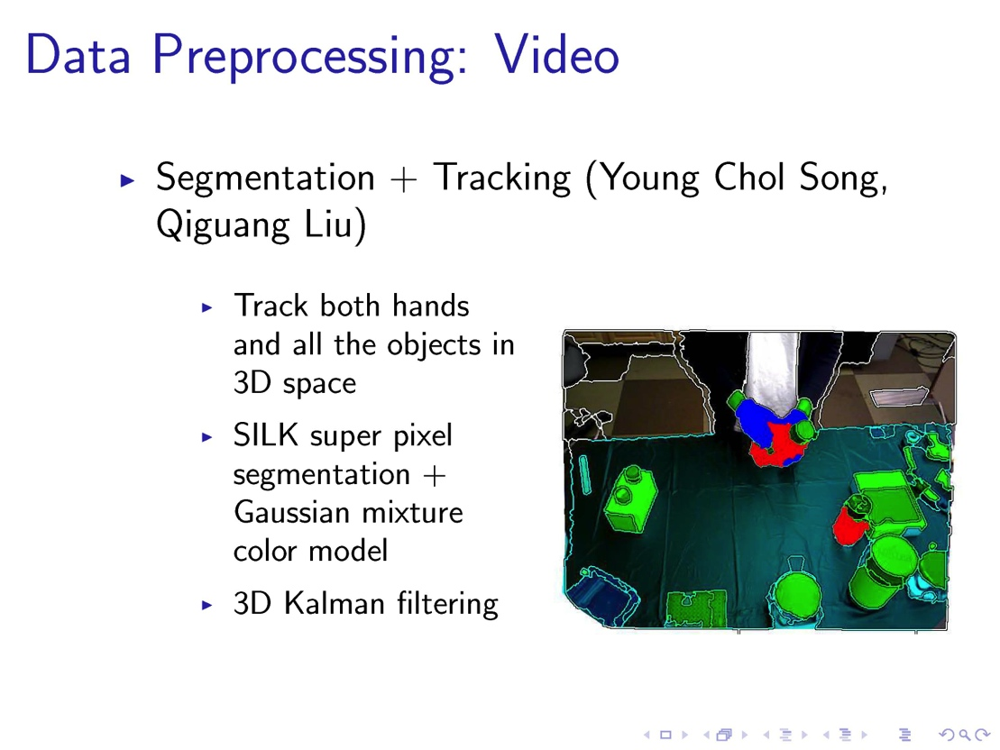 Data Preprocessing: Video
Segmentation + Tracking (Young Chol Song,
Qiguang Liu)
Track both hands
and all the objects in
3D space
SILK super pixel
segmentation +
Gaussian mixture
color model
3D Kalman filtering